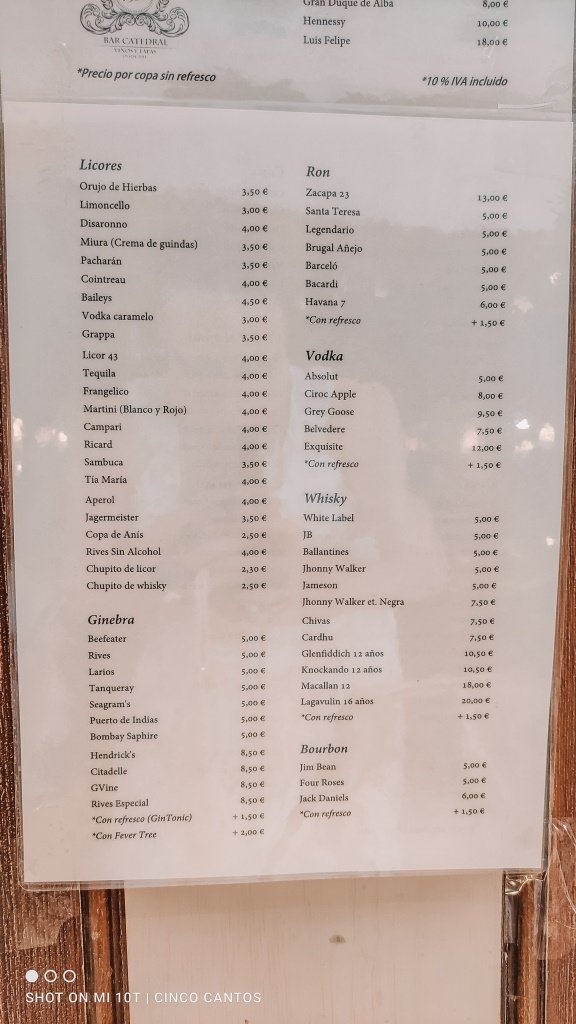 BAR CATEDRAL
VINOS Y TAPAS
Gran Duque de Alba 8,00 €
Hennessy 10,00 €
Luis Felipe 18,00 €
*Precio por copa sin refresco
*10 % IVA incluido
Licores
Orujo de Hierbas 3,50 €
Limoncello 3,00 €
Disaronno 4,00 €
Miura (Crema de guindas) 3,50 €
Pacharán 3,50 €
Cointreau 4,00 €
Baileys 4,50 €
Vodka caramelo 3,00 €
Grappa 3,50 €
Licor 43 4,00 €
Tequila 4,00 €
Frangelico 4,00 €
Martini (Blanco y Rojo) 4,00 €
Campari 4,00 €
Ricard 4,00 €
Sambuca 3,50 €
Tía María 4,00 €
Aperol 4,00 €
Jagermeister 3,50 €
Copa de Anís 2,50 €
Rives Sin Alcohol 4,00 €
Chupito de licor 2,30 €
Chupito de whisky 2,50 €
Ginebra
Beefeater 5,00 €
Rives 5,00 €
Larios 5,00 €
Tanqueray 5,00 €
Seagram's 5,00 €
Puerto de Indias 5,00 €
Bombay Saphire 5,00 €
Hendrick's 8,50 €
Citadelle 8,50 €
GVine 8,50 €
Rives Especial 8,50 €
*Con refresco (GinTonic) + 1,50 €
*Con Fever Tree + 2,00 €
Ron
Zacapa 23 13,00 €
Santa Teresa 5,00 €
Legendario 5,00 €
Brugal Añejo 5,00 €
Barceló 5,00 €
Bacardi 5,00 €
Havana 7 6,00 €
*Con refresco + 1,50 €
Vodka
Absolut 5,00 €
Ciroc Apple 8,00 €
Grey Goose 9,50 €
Belvedere 7,50 €
Exquisite 12,00 €
*Con refresco + 1,50 €
Whisky
White Label 5,00 €
JB 5,00 €
Ballantines 5,00 €
Jhonny Walker 5,00 €
Jameson 5,00 €
Jhonny Walker et. Negra 7,50 €
Chivas 7,50 €
Cardhu 7,50 €
Glenfiddich 12 años 10,50 €
Knockando 12 años 10,50 €
Macallan 12 18,00 €
Lagavulin 16 años 20,00 €
*Con refresco + 1,50 €
Bourbon
Jim Bean 5,00 €
Four Roses 5,00 €
Jack Daniels 6,00 €
*Con refresco + 1,50 €
SHOT ON MI 10T | CINCO CANTOS